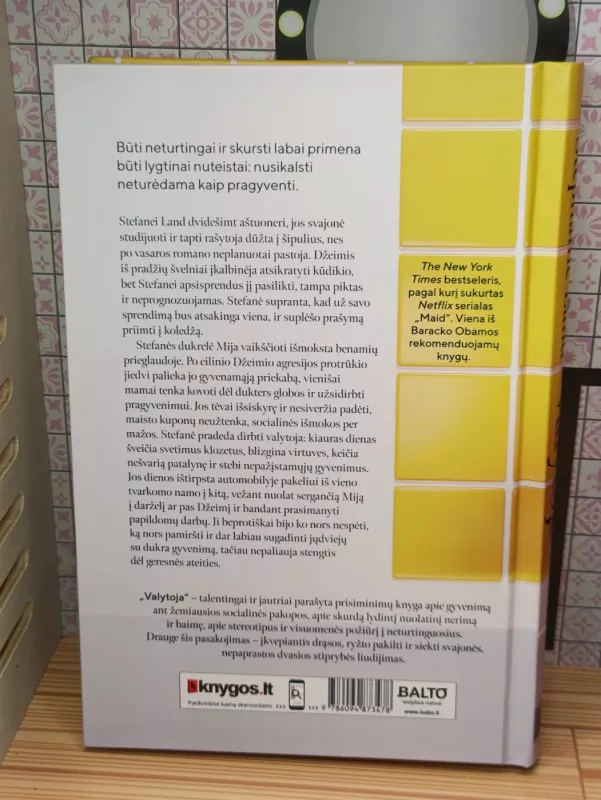 Būti neturtingai ir skursti labai primena
būti lygtinai nuteistai: nusikalsti
neturėdama kaip pragyventi.
Stefanei Land dvidešimt aštuoneri, jos svajonė
studijuoti ir tapti rašytoja dūžta į šipulius, nes
po vasaros romano neplanuotai pastoja. Džeimis
iš pradžių švelniai įkalbinėja atsikratyti kūdikio,
bet Stefanei apsisprendus jį pasilikti, tampa piktas
ir neprognozuojamas. Stefanė supranta, kad už savo
sprendimą bus atsakinga viena, ir suplėšo prašymą
priimti į koledžą.
Stefanės dukrelė Mija vaikščioti išmoksta benamių
prieglaudoje. Po eilinio Džeimio agresijos protrūkio
jiedvi palieka jo gyvenamąją priekabą, vienišai
mamai tenka kovoti dėl dukters globos ir užsidirbti
pragyvenimui. Jos tėvai išsiskyrę ir nesiveržia padėti,
maisto kuponų neužtenka, socialinės išmokos per
mažos. Stefanė pradeda dirbti valytoja: kiauras dienas
šveičia svetimus klozetus, blizgina virtuves, keičia
nešvarią patalynę ir stebi nepažįstamųjų gyvenimus.
Jos dienos ištirpsta automobilyje pakeliui iš vieno
tvarkomo namo į kitą, vežant nuolat sergančią Miją
į darželį ar pas Džeimį ir bandant prasimanyti
papildomų darbų. Ji beprotiškai bijo ko nors nespėti,
ką nors pamiršti ir dar labiau sugadinti jųdviejų
su dukra gyvenimą, tačiau nepaliauja stengtis
dėl geresnės ateities.
„Valytoja“ – talentingai ir jautriai parašyta prisiminimų knyga apie gyvenimą
ant žemiausios socialinės pakopos, apie skurdą lydintį nuolatinį nerimą
ir baimę, apie stereotipus ir visuomenės požiūrį į neturtinguosius.
Drauge šis pasakojimas – įkvepiantis drąsos, ryžto pakilti ir siekti svajonės,
nepaprastos dvasios stiprybės liudijimas.
The New York
Times bestseleris,
pagal kurį sukurtas
Netflix serialas
„Maid“. Viena iš
Baracko Obamos
rekomenduojamų
knygų.
knygos.lt
Patikrinkite kainą skenuodami >>>
>>> 9 786094 873478
BALTO
leidybos namai
www.balto.lt